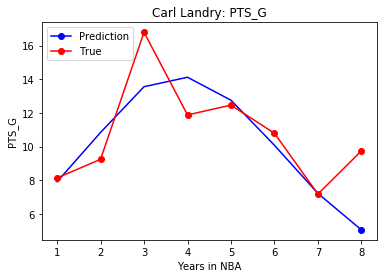 Carl Landry: PTS_G
Prediction
True
16
14
12
10
8
6
PTS_G
1 2 3 4 5 6 7 8
Years in NBA